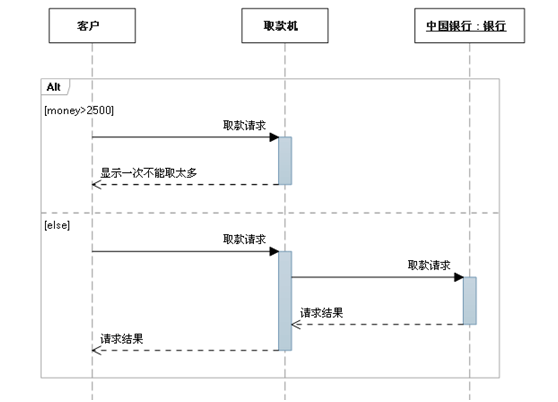 客户
取款机
中国银行：银行
Alt
[money>2500]
取款请求
显示一次不能取太多
[else]
取款请求
取款请求
请求结果
请求结果